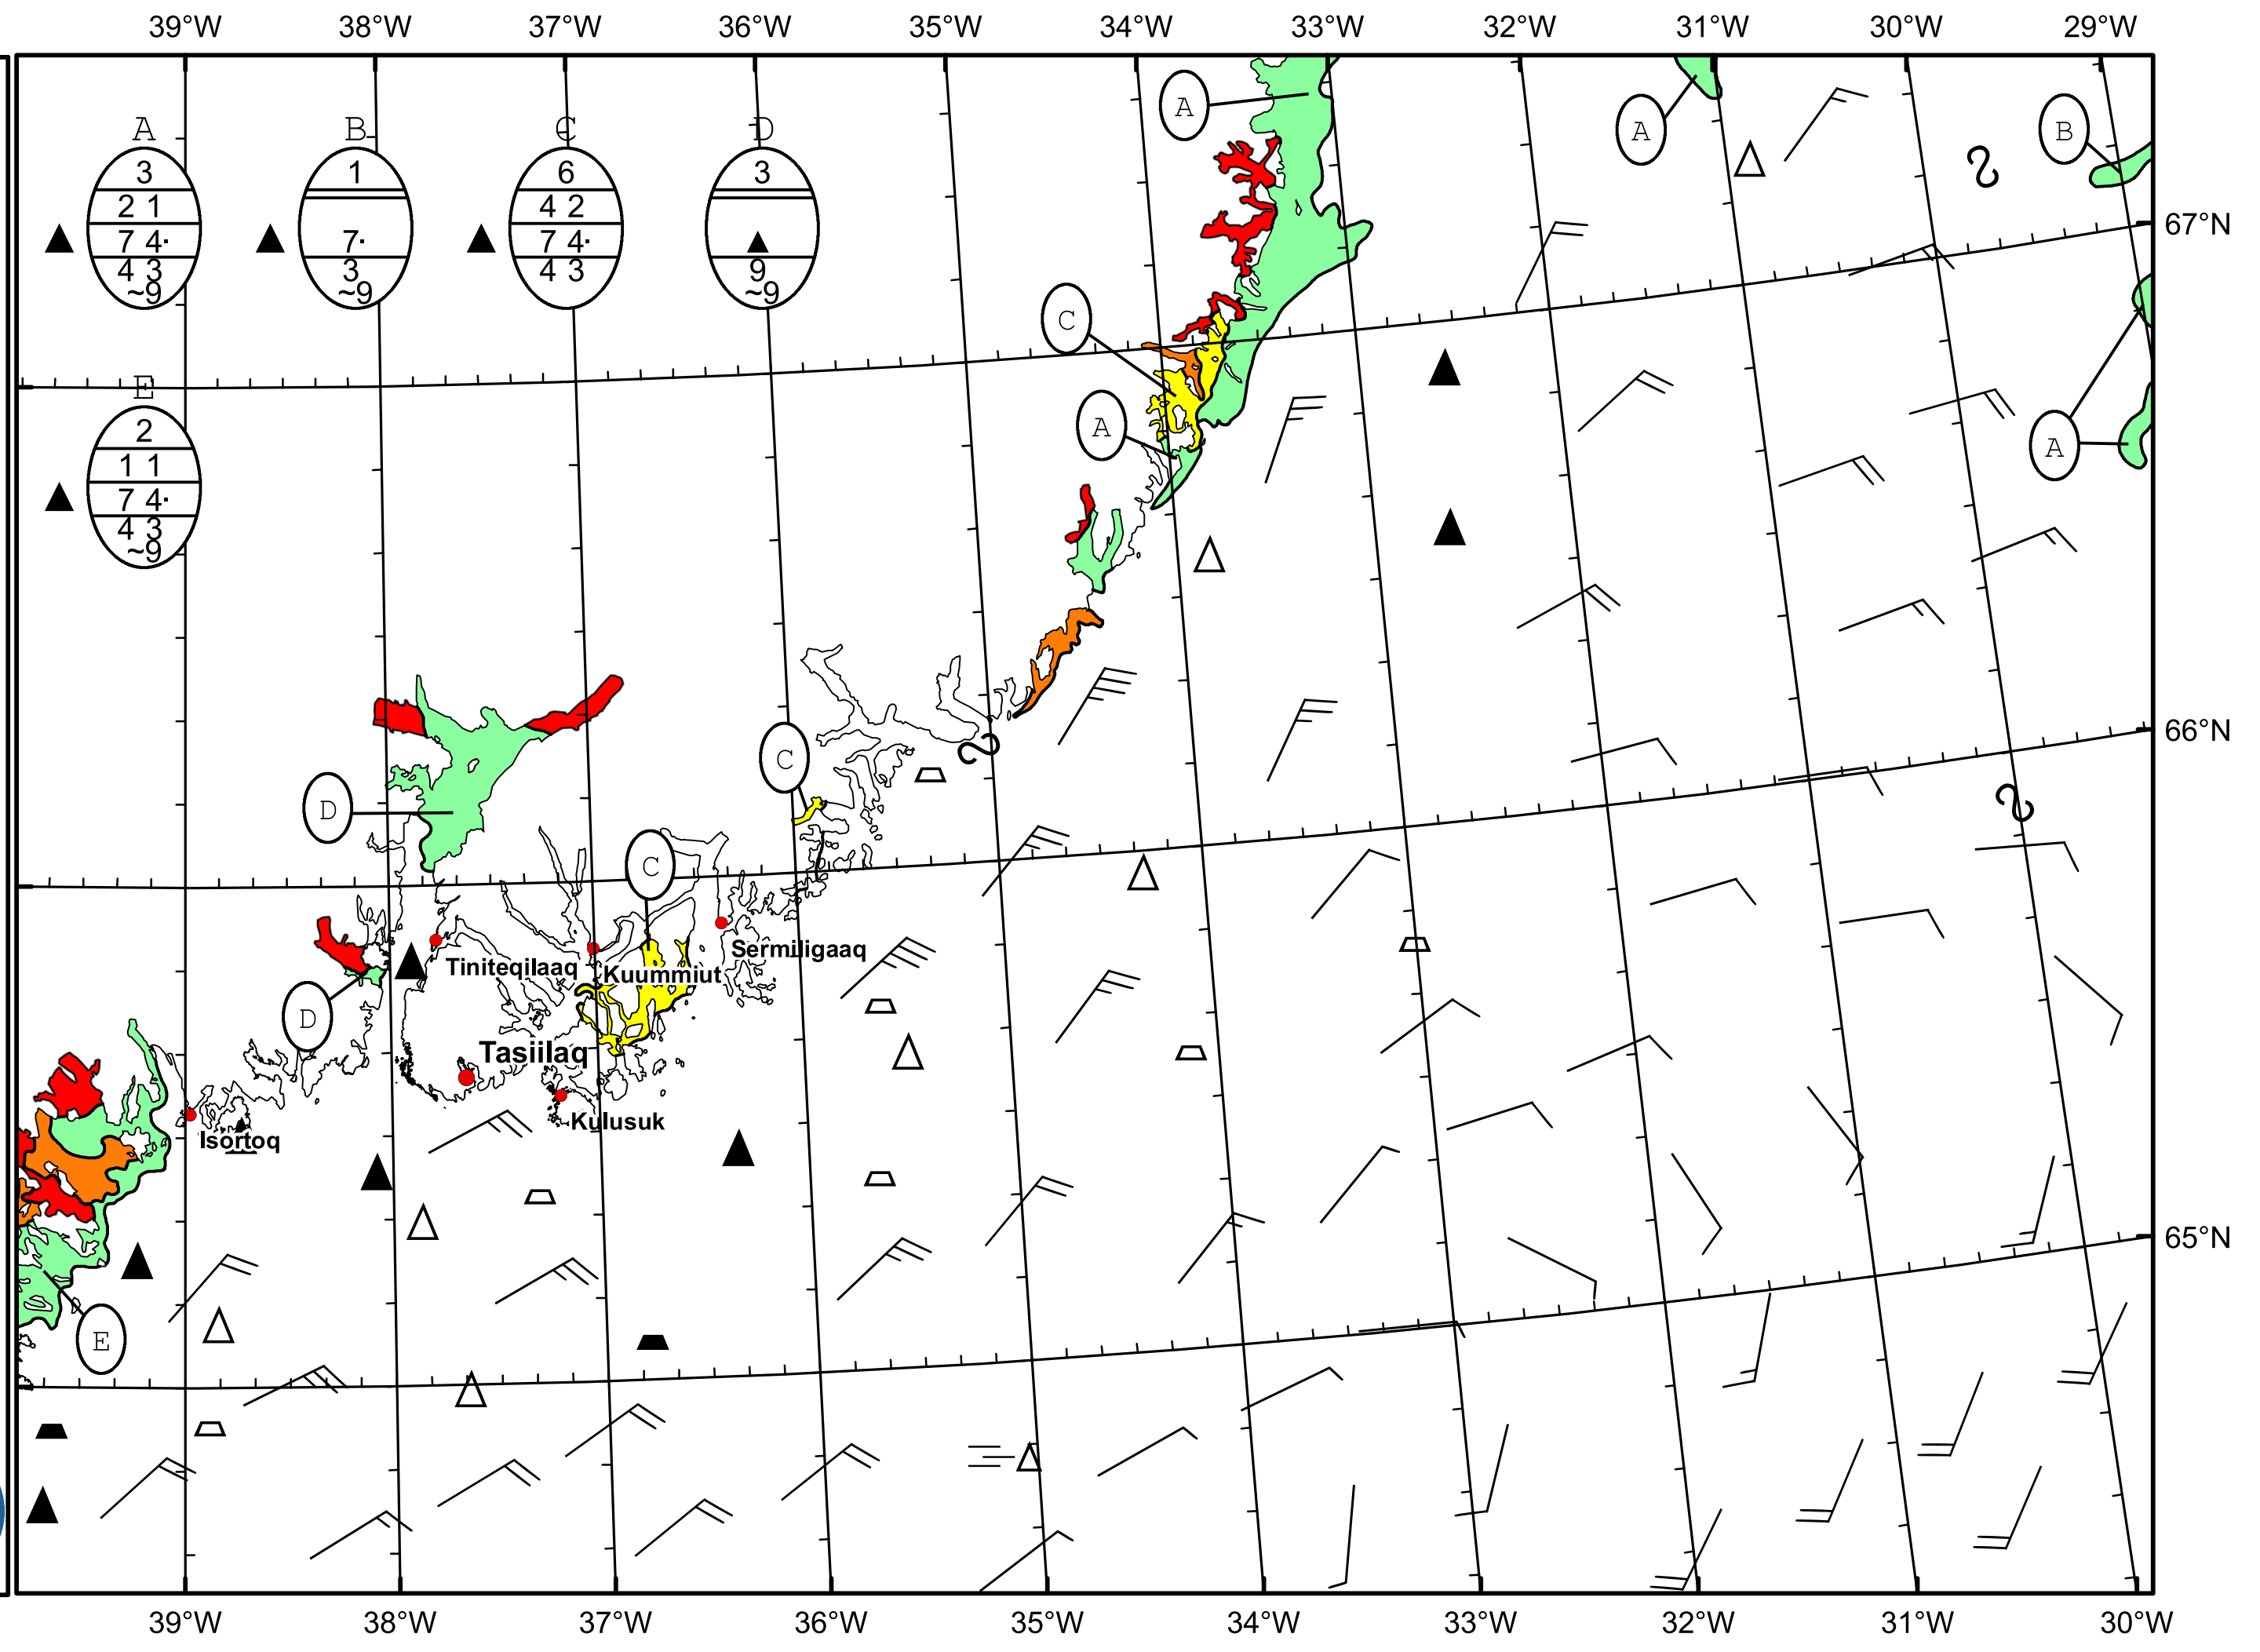 39°W 38°W 37°W 36°W 35°W 34°W 33°W 32°W 31°W 30°W 29°W
A B C D
3 1 6 3
2 1 4 2
7 4· 7· 7 4·
4 3 3 4 3 9
~9 ~9 ~9
E
2
1 1
7 4·
4 3
~9
A
A
B
67°N
C
A
A
66°N
C
D
C
Sermiligaaq
Tiniteqilaaq
Kuummiut
D
Tasiilaq
Kulusuk
Isortoq
65°N
E
39°W 38°W 37°W 36°W 35°W 34°W 33°W 32°W 31°W 30°W